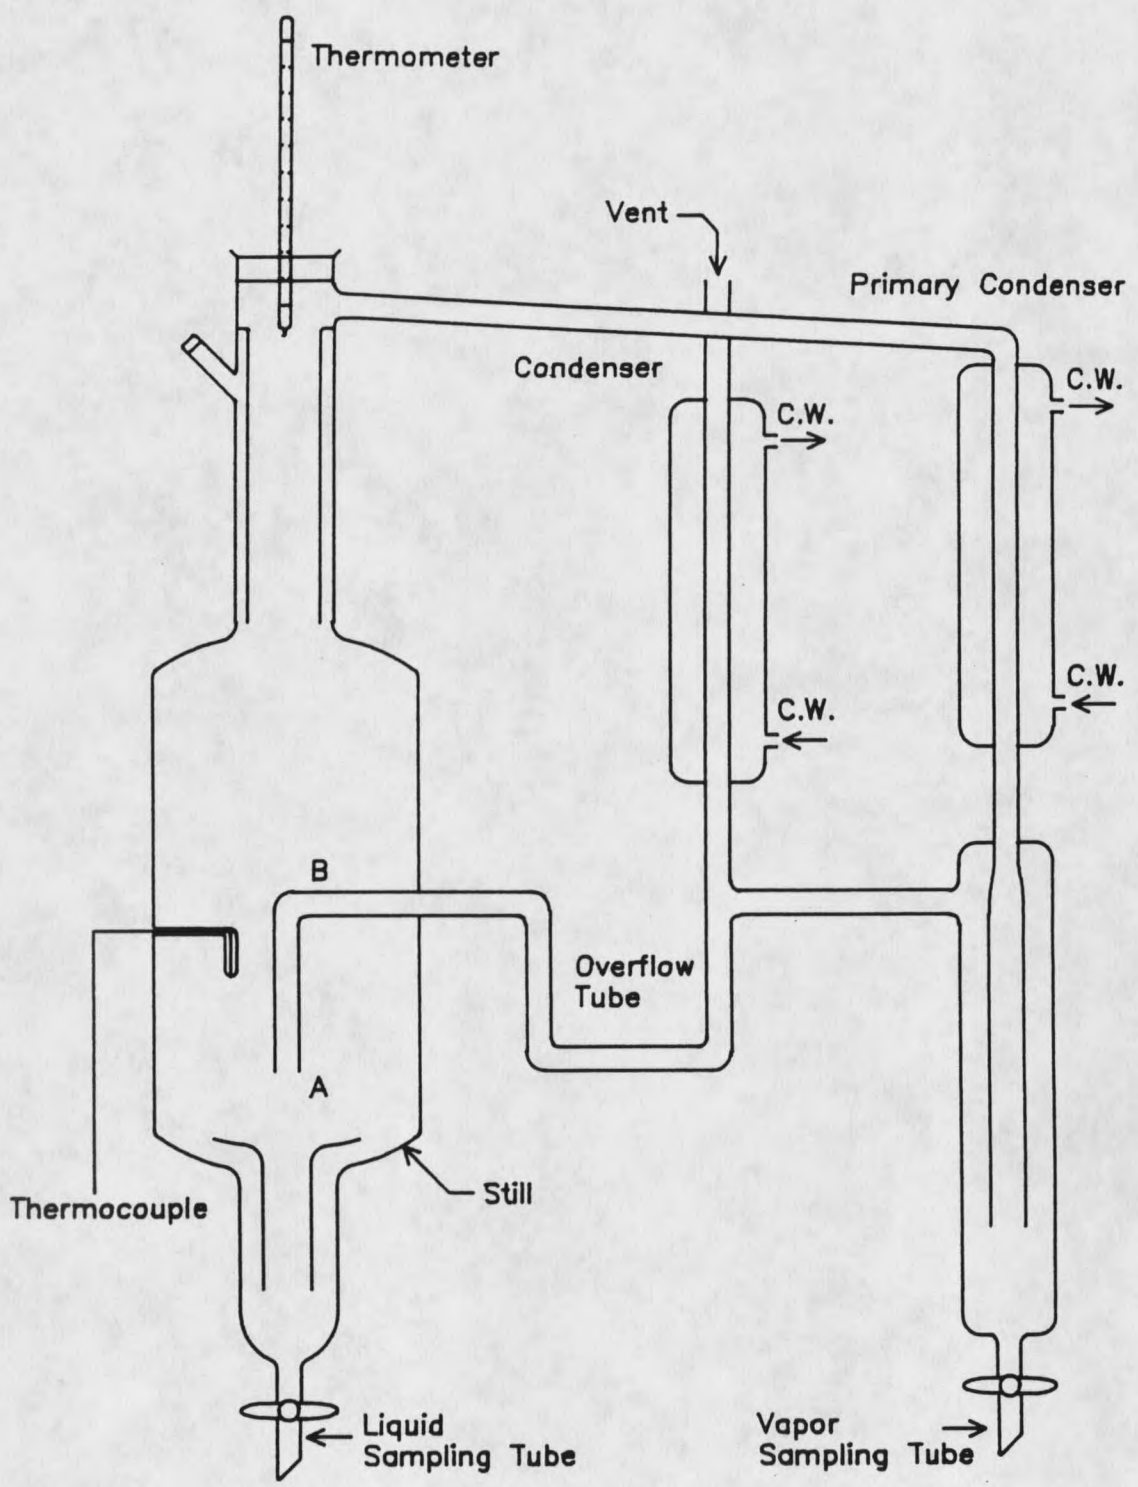 Thermometer
Vent
Primary Condenser
Condenser
C.W.
C.W.
C.W.
C.W.
B
Overflow
Tube
A
Still
Thermocouple
Liquid
Sampling Tube
Vapor
Sampling Tube